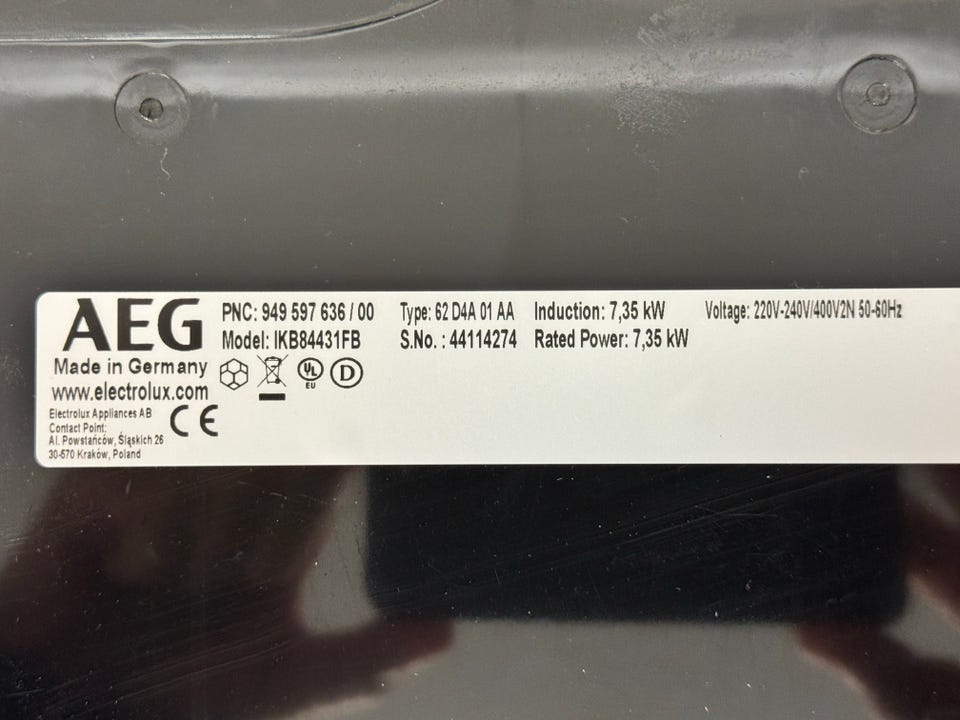 AEG
Made in Germany
www.electrolux.com
Electrolux Appliances AB
Contact Point:
Al. Powstańców, Śląskich 26
30-570 Kraków, Poland
CE
PNC: 949 597 636 / 00
Model: IKB84431FB
UL
EU
D
Type: 62 D4A 01 AA
S.No. : 44114274
Induction: 7,35 kW
Rated Power: 7,35 kW
Voltage: 220V-240V/400V2N 50-60Hz